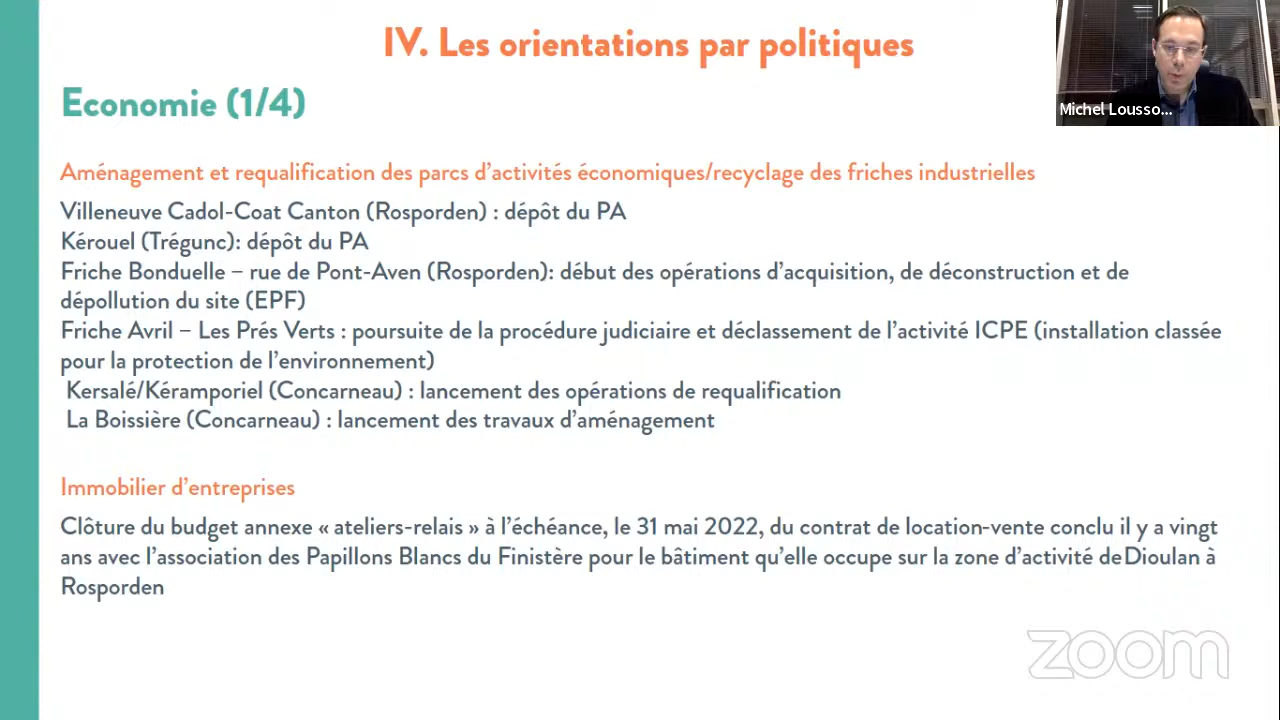 IV. Les orientations par politiques
Economie (1/4)
Michel Lousso...
Aménagement et requalification des parcs d'activités économiques/recyclage des friches industrielles
Villeneuve Cadol-Coat Canton (Rosporden) : dépôt du PA
Kérouel (Trégunc): dépôt du PA
Friche Bonduelle – rue de Pont-Aven (Rosporden): début des opérations d'acquisition, de déconstruction et de
dépollution du site (EPF)
Friche Avril – Les Prés Verts : poursuite de la procédure judiciaire et déclassement de l'activité ICPE (installation classée
pour la protection de l'environnement)
Kersalé/Kéramporiel (Concarneau) : lancement des opérations de requalification
La Boissière (Concarneau) : lancement des travaux d'aménagement
Immobilier d'entreprises
Clôture du budget annexe « ateliers-relais » à l'échéance, le 31 mai 2022, du contrat de location-vente conclu il y a vingt
ans avec l'association des Papillons Blancs du Finistère pour le bâtiment qu'elle occupe sur la zone d'activité de Dioulan à
Rosporden
zoom